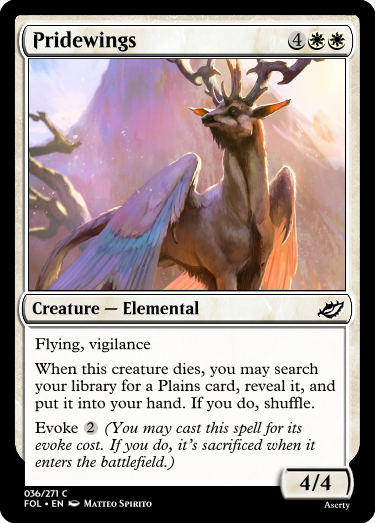 Pridewings 4
Creature — Elemental
Flying, vigilance
When this creature dies, you may search
your library for a Plains card, reveal it, and
put it into your hand. If you do, shuffle.
Evoke 2 (You may cast this spell for its
evoke cost. If you do, it's sacrificed when it
enters the battlefield.)
4/4
036/271 C
FOL • EN Matteo Spirito
Aserty